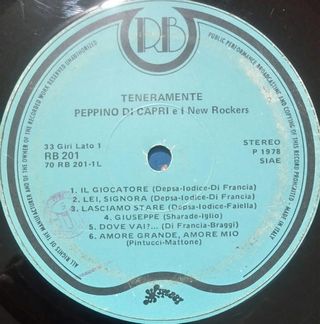 RB
ALL RIGHTS OF THE MANUFACTURER AND OF THE OWNER OF THE RECORDED WORK RESERVED UNAUTHORIZED
PUBLIC PERFORMANCE BROADCASTING AND COPYING OF THIS RECORD PROHIBITED - MADE IN ITALY
TENERAMENTE
PEPPINO DI CAPRI e i New Rockers
33 Giri Lato 1
RB 201
70 RB 201-1L
STEREO
P 1978
SIAE
1. IL GIOCATORE (Depsa-Iodice-Di Francia)
2. LEI, SIGNORA (Depsa-Iodice-Di Francia)
3. LASCIAMO STARE (Depsa-Iodice-Faiella)
4. GIUSEPPE (Sharade-Iglio)
5. DOVE VAI?... (Di Francia-Braggi)
6. AMORE GRANDE, AMORE MIO
(Pintucci-Mattone)